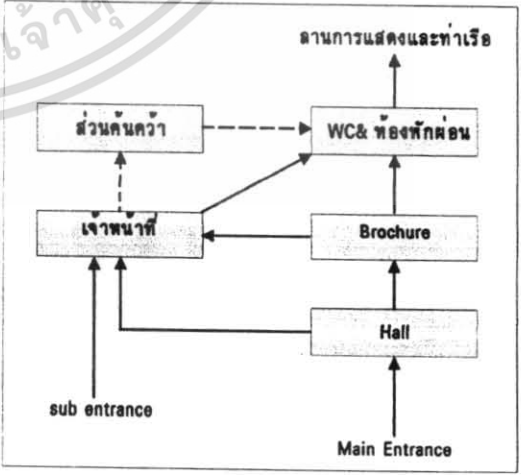 ลานการแสดงและท่าเรือ
ส่วนค้นคว้า
WC& ห้องพักผ่อน
เจ้าหน้าที่
Brochure
Hall
sub entrance
Main Entrance